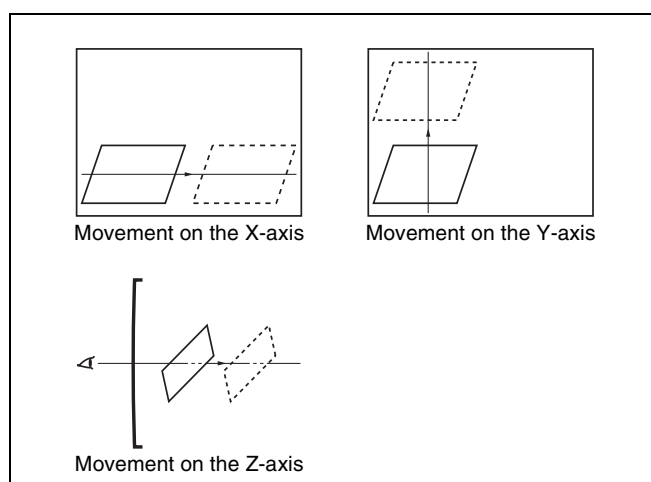 Movement on the X-axis
Movement on the Y-axis
Movement on the Z-axis